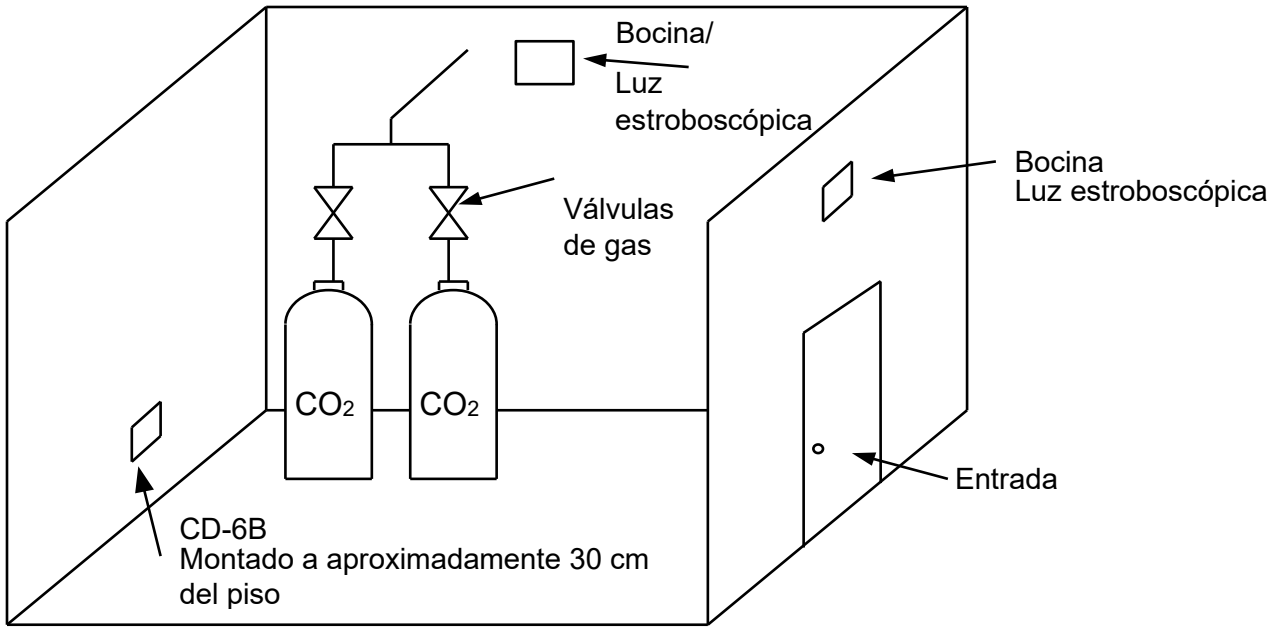 Bocina/
Luz
estroboscópica
Bocina
Luz estroboscópica
Válvulas
de gas
CO₂
CO₂
Entrada
CD-6B
Montado a aproximadamente 30 cm
del piso